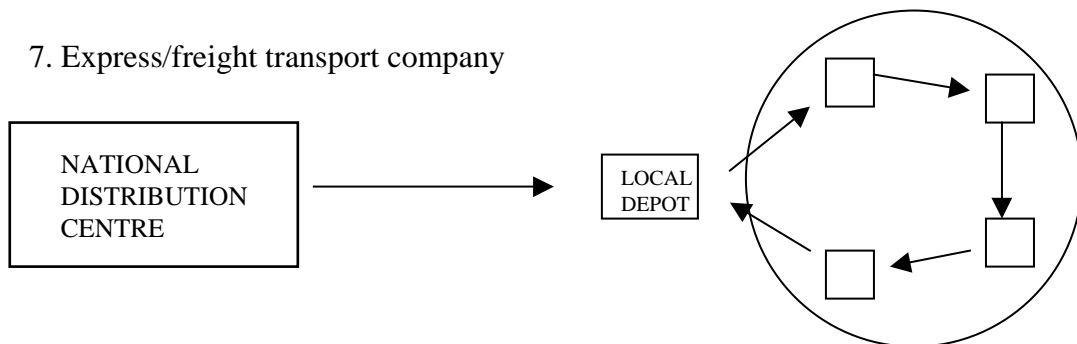 7. Express/freight transport company
NATIONAL
DISTRIBUTION
CENTRE
LOCAL
DEPOT